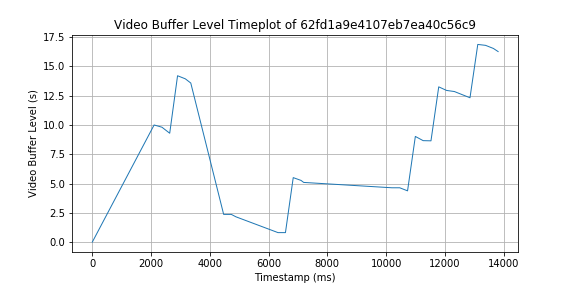 Video Buffer Level Timeplot of 62fd1a9e4107eb7ea40c56c9
Video Buffer Level (s)
17.5
15.0
12.5
10.0
7.5
5.0
2.5
0.0
0 2000 4000 6000 8000 10000 12000 14000
Timestamp (ms)